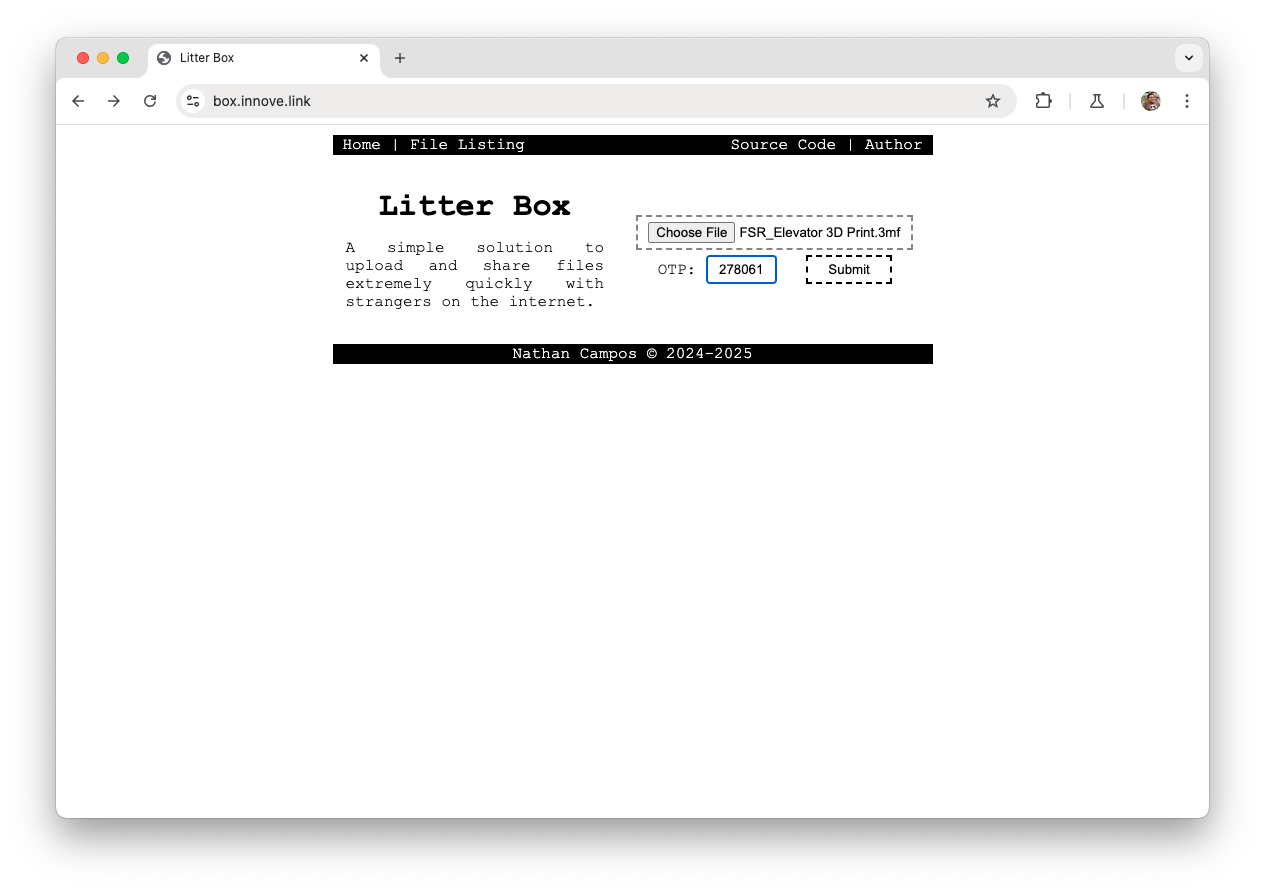 Litter Box
box.innove.link
Home | File Listing
Source Code | Author
Litter Box
A simple solution to
upload and share files
extremely quickly with
strangers on the internet.
Choose File FSR_Elevator 3D Print.3mf
OTP: 278061 Submit
Nathan Campos © 2024-2025